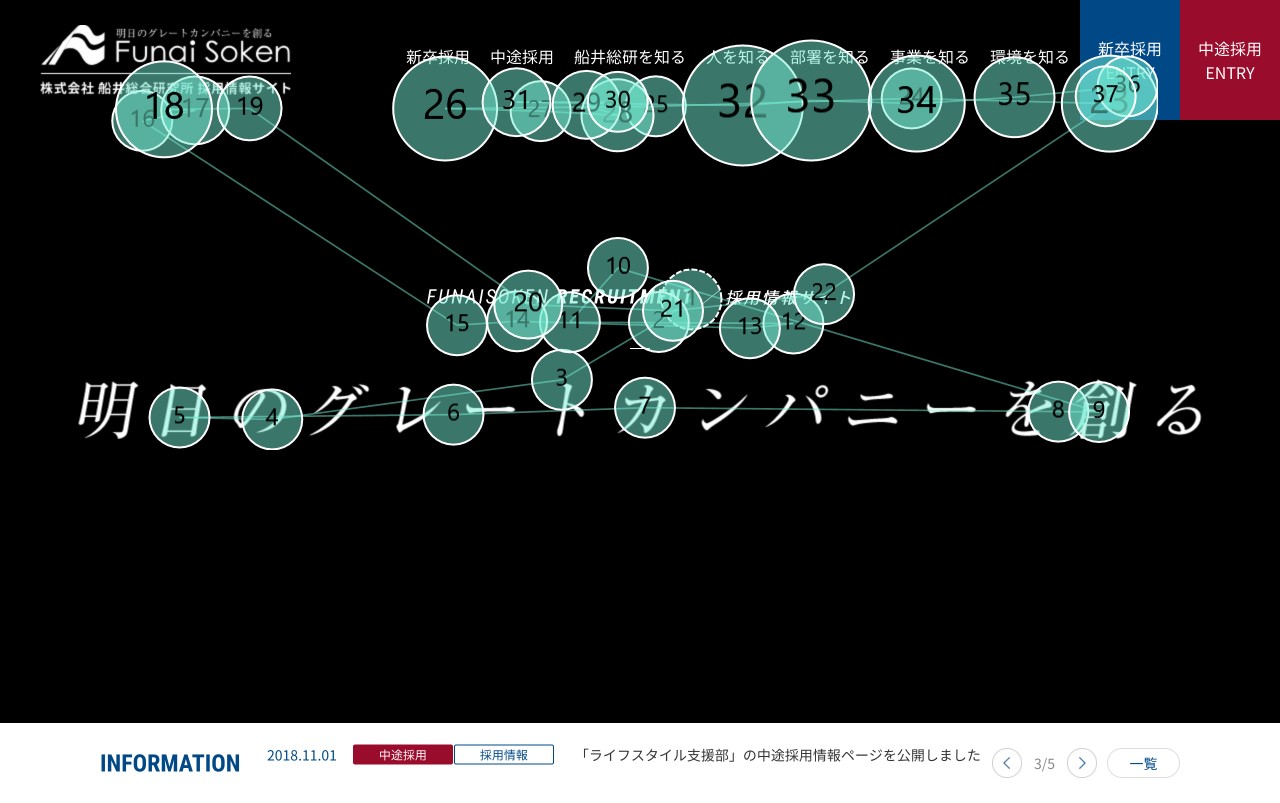 明日のグレートカンパニーを創る
Funai Soken
株式会社 船井総合研究所 採用情報サイト
新卒採用 中途採用 船井総研を知る 人を知る 部署を知る 事業を知る 環境を知る
新卒採用
ENTRY
中途採用
ENTRY
16 18 17 19 26 31 27 29 30 28 25 32 33 34 24 35 23 37 36
10
FUNAISOKEN RECRUITMENT 採用情報サイト
15 14 20 11 2 21 1 13 12 22
3
明日のグレートカンパニーを創る
5 4 6 7 8 9
INFORMATION 2018.11.01 中途採用 採用情報 「ライフスタイル支援部」の中途採用情報ページを公開しました 3/5 一覧